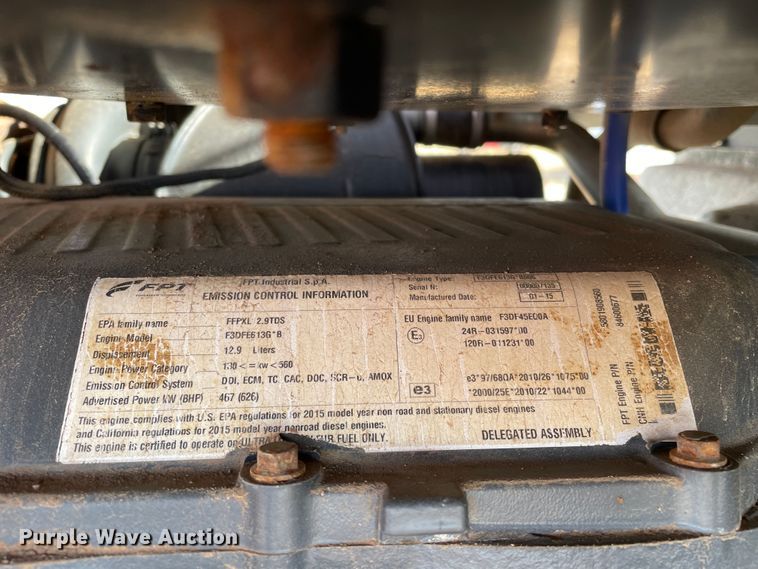 FPT
FPT Industrial S.p.A.
EMISSION CONTROL INFORMATION
EPA family name FFPXL 12.9TDS
Engine Model F3DFE613G*B
Displacement 12.9 Liters
Engine Power Category 130 < = kw < 560
Emission Control System DDI, ECM, TC, CAC, DOC, SCR-U, AMOX
Advertised Power kW (BHP) 467 (626)
This engine complies with U.S. EPA regulations for 2015 model year non road and stationary diesel engines
and California regulations for 2015 model year nonroad diesel engines.
This engine is certified to operate on ULTRA FUEL ONLY.
Engine Type
Serial N:
Manufactured Date: 01-15
EU Engine family Name: F3DF45EO0A
24R-031597*00
120R-011231*00
e3
e3*97/68QA*2010/26*1075*00
*2000/25E*2010/22*1044*00
DELEGATED ASSEMBLY
FPT Engine P/N 5801908560
CNH Engine P/N 84600677
Purple Wave Auction